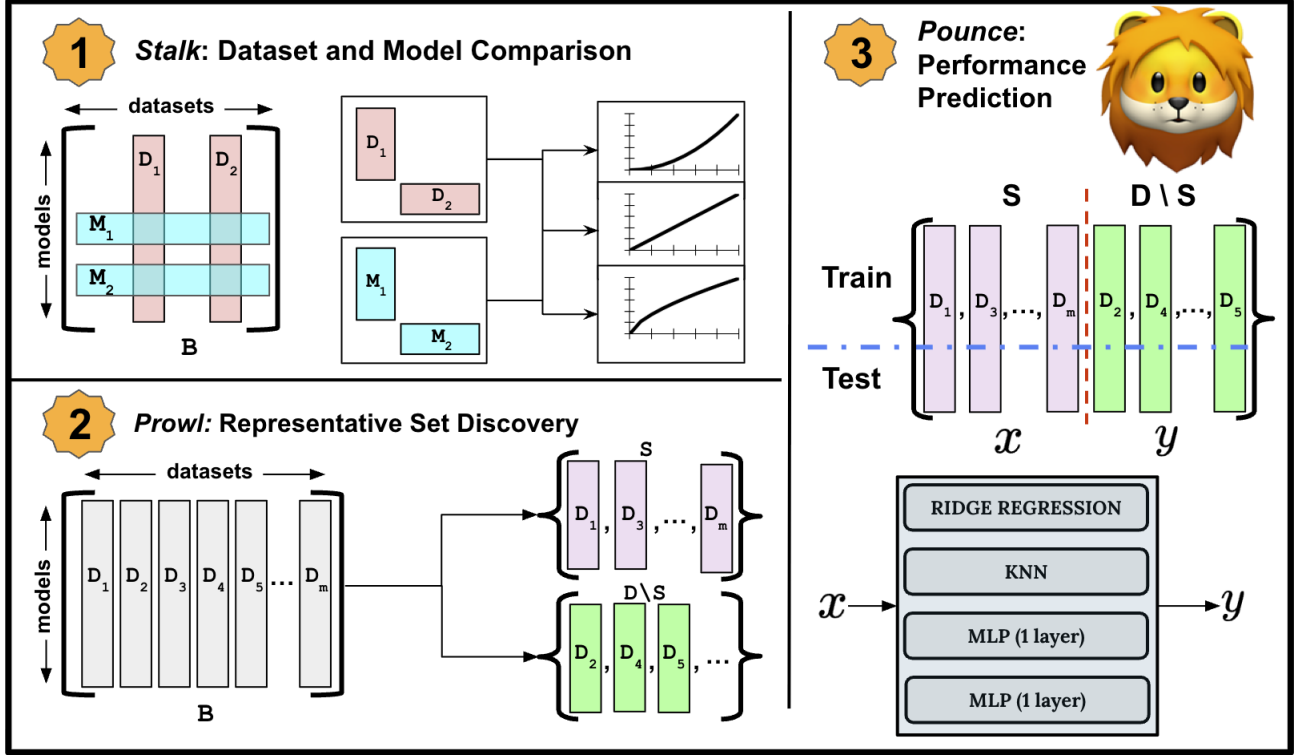 1
Stalk: Dataset and Model Comparison
datasets
models
D1
D2
M1
M2
B
D1
D2
M1
M2
2
Prowl: Representative Set Discovery
datasets
models
D1 D2 D3 D4 D5 ... Dm
B
S
D1, D3, ..., Dm
D\S
D2, D4, D5, ...
3
Pounce:
Performance
Prediction
S D \ S
Train
D1, D3, ..., Dm D2, D4, ..., D5
Test
x y
RIDGE REGRESSION
KNN
x y
MLP (1 layer)
MLP (1 layer)